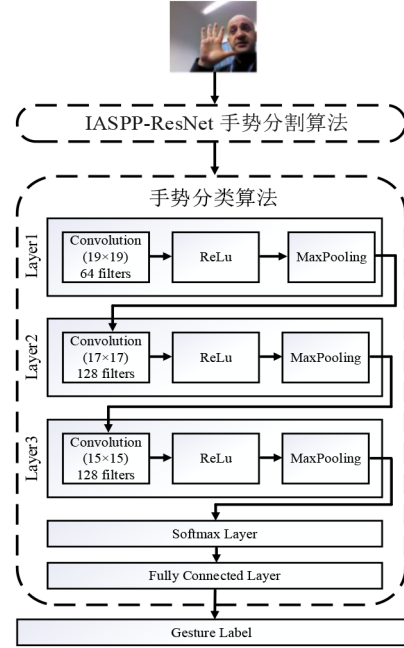 IASPP-ResNet 手势分割算法
手势分类算法
Layer1
Convolution
(19×19)
64 filters
ReLu
MaxPooling
Layer2
Convolution
(17×17)
128 filters
ReLu
MaxPooling
Layer3
Convolution
(15×15)
128 filters
ReLu
MaxPooling
Softmax Layer
Fully Connected Layer
Gesture Label